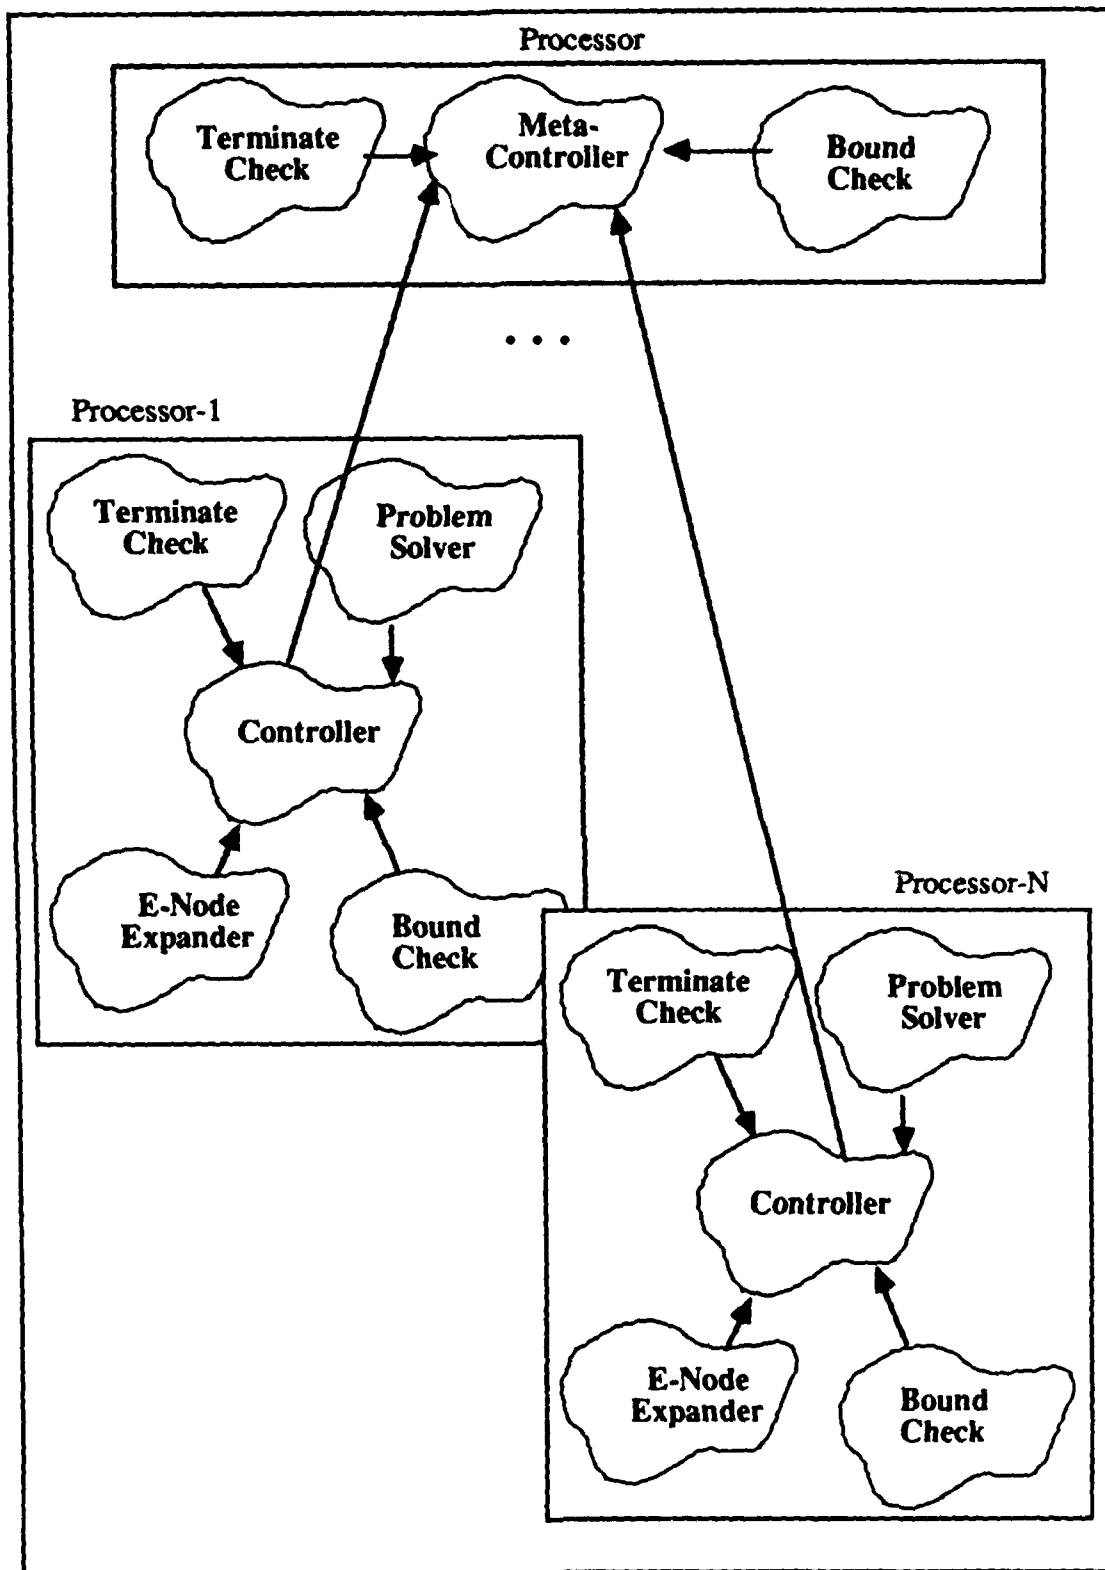 Processor
Terminate
Check
Meta-
Controller
Bound
Check
. . .
Processor-1
Terminate
Check
Problem
Solver
Controller
E-Node
Expander
Bound
Check
Processor-N
Terminate
Check
Problem
Solver
Controller
E-Node
Expander
Bound
Check